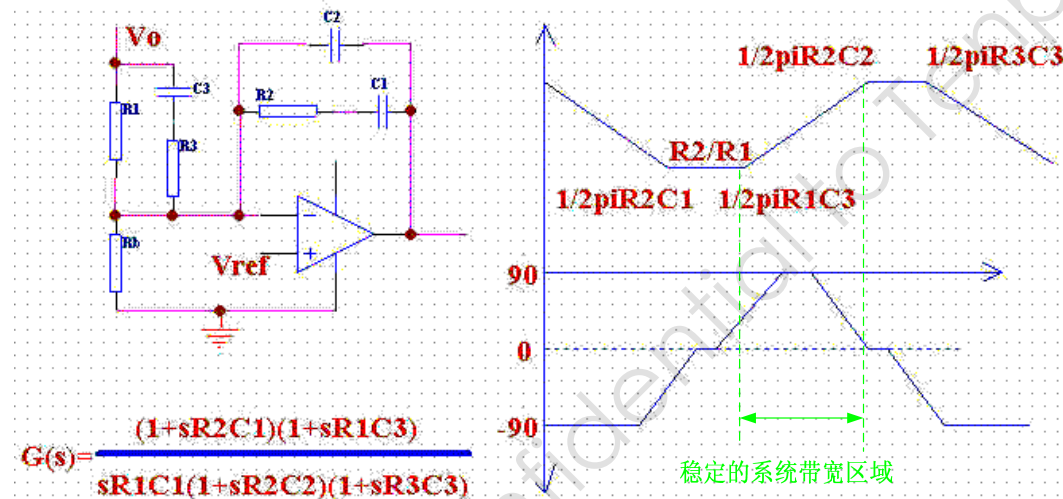 C2
Vo
1/2piR2C2 1/2piR3C3
C3
R2
C1
R1
R3
R2/R1
1/2piR2C1 1/2piR1C3
Rb
Vref
−
+
90
0
-90
G(s)=
(1+sR2C1)(1+sR1C3)
sR1C1(1+sR2C2)(1+sR3C3)
稳定的系统带宽区域